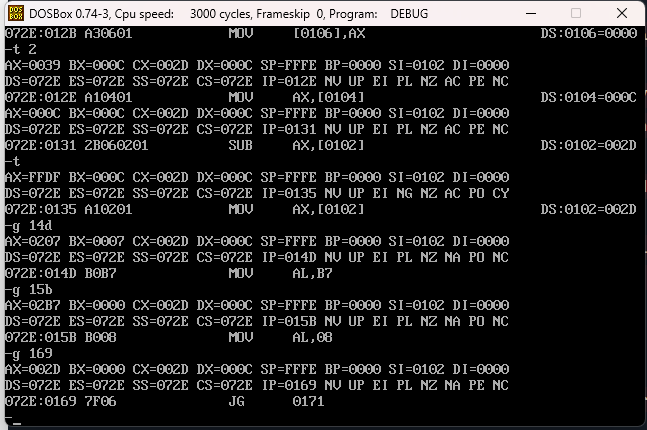 DOSBox 0.74-3, Cpu speed:    3000 cycles, Frameskip  0, Program:    DEBUG
072E:012B A30601        MOV     [0106],AX                          DS:0106=0000
-t 2
AX=0039 BX=000C CX=002D DX=000C SP=FFFE BP=0000 SI=0102 DI=0000
DS=072E ES=072E SS=072E CS=072E IP=012E NV UP EI PL NZ AC PE NC
072E:012E A10401        MOV     AX,[0104]                          DS:0104=000C
AX=000C BX=000C CX=002D DX=000C SP=FFFE BP=0000 SI=0102 DI=0000
DS=072E ES=072E SS=072E CS=072E IP=0131 NV UP EI PL NZ AC PE NC
072E:0131 2B060201      SUB     AX,[0102]                          DS:0102=002D
-t
AX=FFDF BX=000C CX=002D DX=000C SP=FFFE BP=0000 SI=0102 DI=0000
DS=072E ES=072E SS=072E CS=072E IP=0135 NV UP EI NG NZ AC PO CY
072E:0135 A10201        MOV     AX,[0102]                          DS:0102=002D
-g 14d
AX=0207 BX=0007 CX=002D DX=000C SP=FFFE BP=0000 SI=0102 DI=0000
DS=072E ES=072E SS=072E CS=072E IP=014D NV UP EI PL NZ NA PO NC
072E:014D B0B7          MOV     AL,B7
-g 15b
AX=02B7 BX=0000 CX=002D DX=000C SP=FFFE BP=0000 SI=0102 DI=0000
DS=072E ES=072E SS=072E CS=072E IP=015B NV UP EI PL NZ NA PO NC
072E:015B B008          MOV     AL,08
-g 169
AX=002D BX=0000 CX=002D DX=000C SP=FFFE BP=0000 SI=0102 DI=0000
DS=072E ES=072E SS=072E CS=072E IP=0169 NV UP EI PL NZ NA PE NC
072E:0169 7F06          JG      0171
-_